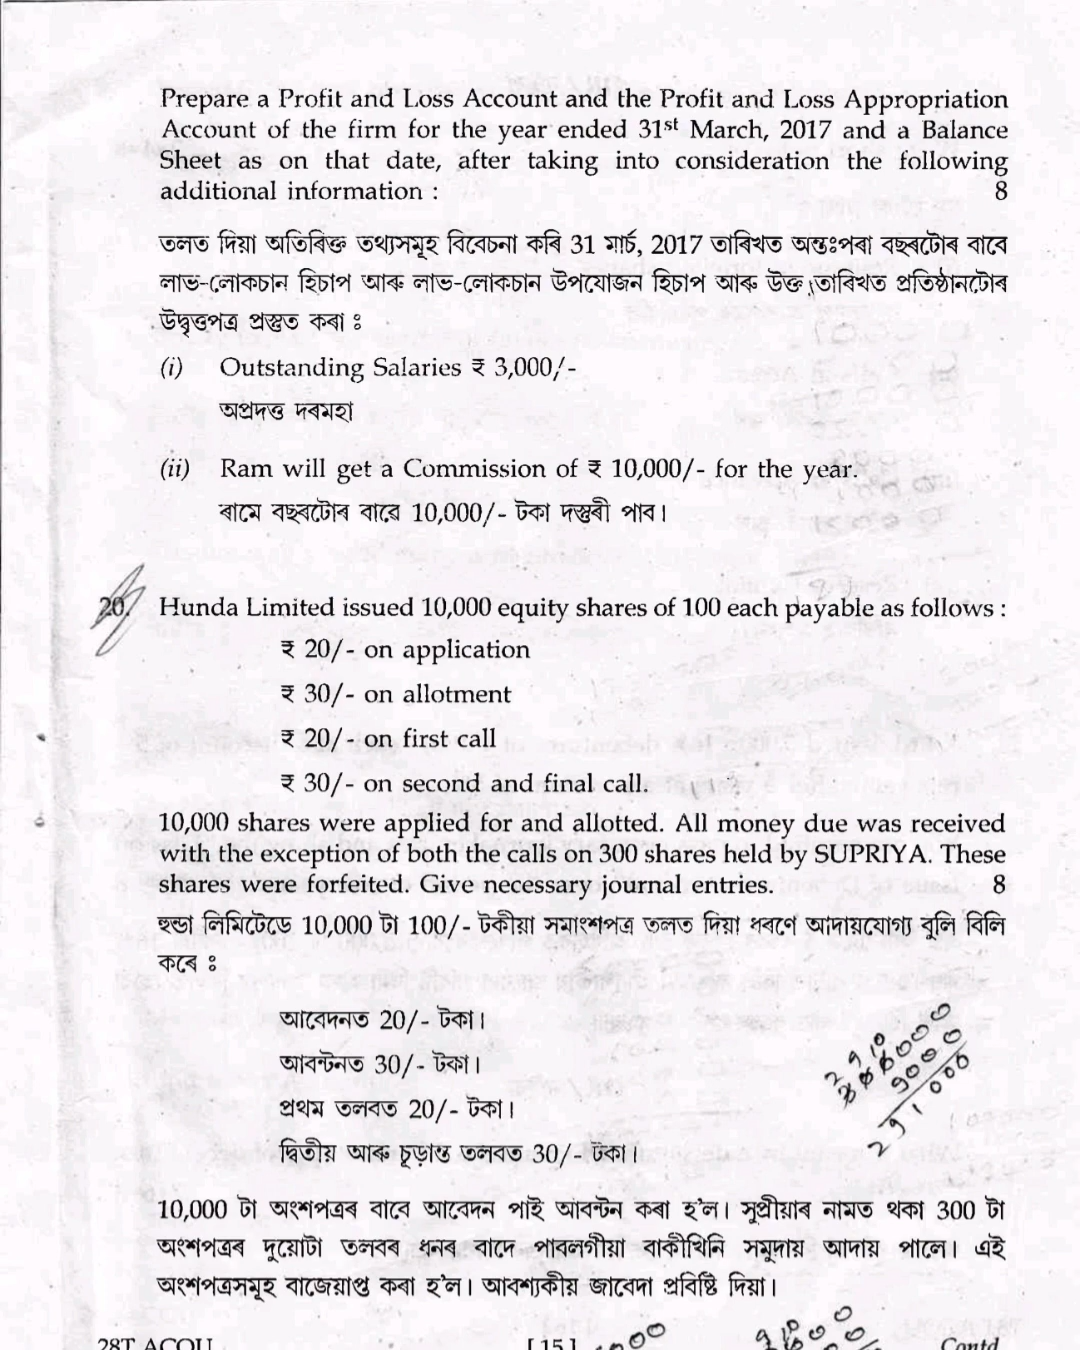 Prepare a Profit and Loss Account and the Profit and Loss Appropriation
Account of the firm for the year ended 31st March, 2017 and a Balance
Sheet as on that date, after taking into consideration the following
additional information : 8
তলত দিয়া অতিৰিক্ত তথ্যসমূহ বিবেচনা কৰি 31 মার্চ, 2017 তাৰিখত অন্তঃপৰা বছৰটোৰ বাবে
লাভ-লোকচান হিচাপ আৰু লাভ-লোকচান উপযোজন হিচাপ আৰু উক্ত তাৰিখত প্ৰতিষ্ঠানটোৰ
উদ্বৃত্তপত্ৰ প্ৰস্তুত কৰা ঃ
(i) Outstanding Salaries ₹ 3,000/-
অপ্ৰদত্ত দৰমহা
(ii) Ram will get a Commission of ₹ 10,000/- for the year.
ৰামে বছৰটোৰ বাবে 10,000/- টকা দস্তুৰী পাব।
20. Hunda Limited issued 10,000 equity shares of 100 each payable as follows :
₹ 20/- on application
₹ 30/- on allotment
₹ 20/- on first call
₹ 30/- on second and final call.
10,000 shares were applied for and allotted. All money due was received
with the exception of both the calls on 300 shares held by SUPRIYA. These
shares were forfeited. Give necessary journal entries. 8
হুন্ডা লিমিটেডে 10,000 টা 100/- টকীয়া সমাংশপত্ৰ তলত দিয়া ধৰণে আদায়যোগ্য বুলি বিলি
কৰে ঃ
আবেদনত 20/- টকা।
আবন্টনত 30/- টকা।
প্ৰথম তলবত 20/- টকা।
দ্বিতীয় আৰু চূড়ান্ত তলবত 30/- টকা।
9 10
9000
291000
10,000 টা অংশপত্ৰৰ বাবে আবেদন পাই আবন্টন কৰা হ'ল। সুপ্ৰীয়াৰ নামত থকা 300 টা
অংশপত্ৰৰ দুয়োটা তলবৰ ধনৰ বাদে পাবলগীয়া বাকীখিনি সমুদায় আদায় পালে। এই
অংশপত্ৰসমূহ বাজেয়াপ্ত কৰা হ'ল। আবশ্যকীয় জাবেদা প্ৰবিষ্টি দিয়া।
28T ACOU [ 15 ] Contd.